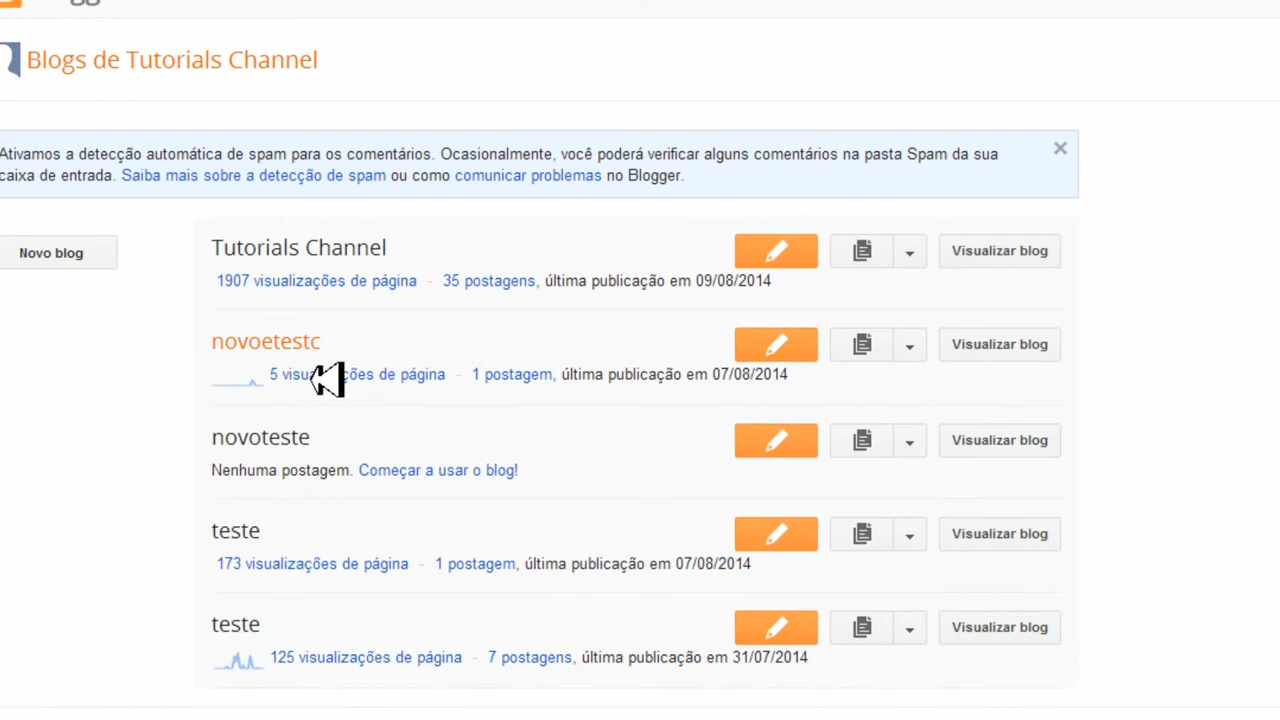 Blogs de Tutorials Channel
Ativamos a detecção automática de spam para os comentários. Ocasionalmente, você poderá verificar alguns comentários na pasta Spam da sua
caixa de entrada. Saiba mais sobre a detecção de spam ou como comunicar problemas no Blogger.
Novo blog
Tutorials Channel
Visualizar blog
1907 visualizações de página - 35 postagens, última publicação em 09/08/2014
novoetestc
Visualizar blog
5 visualizações de página - 1 postagem, última publicação em 07/08/2014
novoteste
Visualizar blog
Nenhuma postagem. Começar a usar o blog!
teste
Visualizar blog
173 visualizações de página - 1 postagem, última publicação em 07/08/2014
teste
Visualizar blog
125 visualizações de página - 7 postagens, última publicação em 31/07/2014